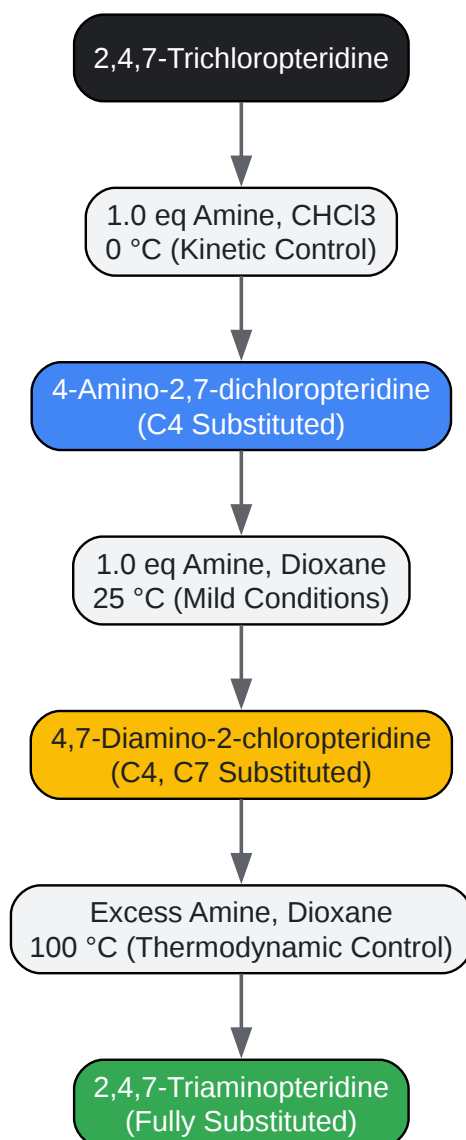 2,4,7-Trichloropteridine
1.0 eq Amine, CHCl3
0 °C (Kinetic Control)
4-Amino-2,7-dichloropteridine
(C4 Substituted)
1.0 eq Amine, Dioxane
25 °C (Mild Conditions)
4,7-Diamino-2-chloropteridine
(C4, C7 Substituted)
Excess Amine, Dioxane
100 °C (Thermodynamic Control)
2,4,7-Triaminopteridine
(Fully Substituted)